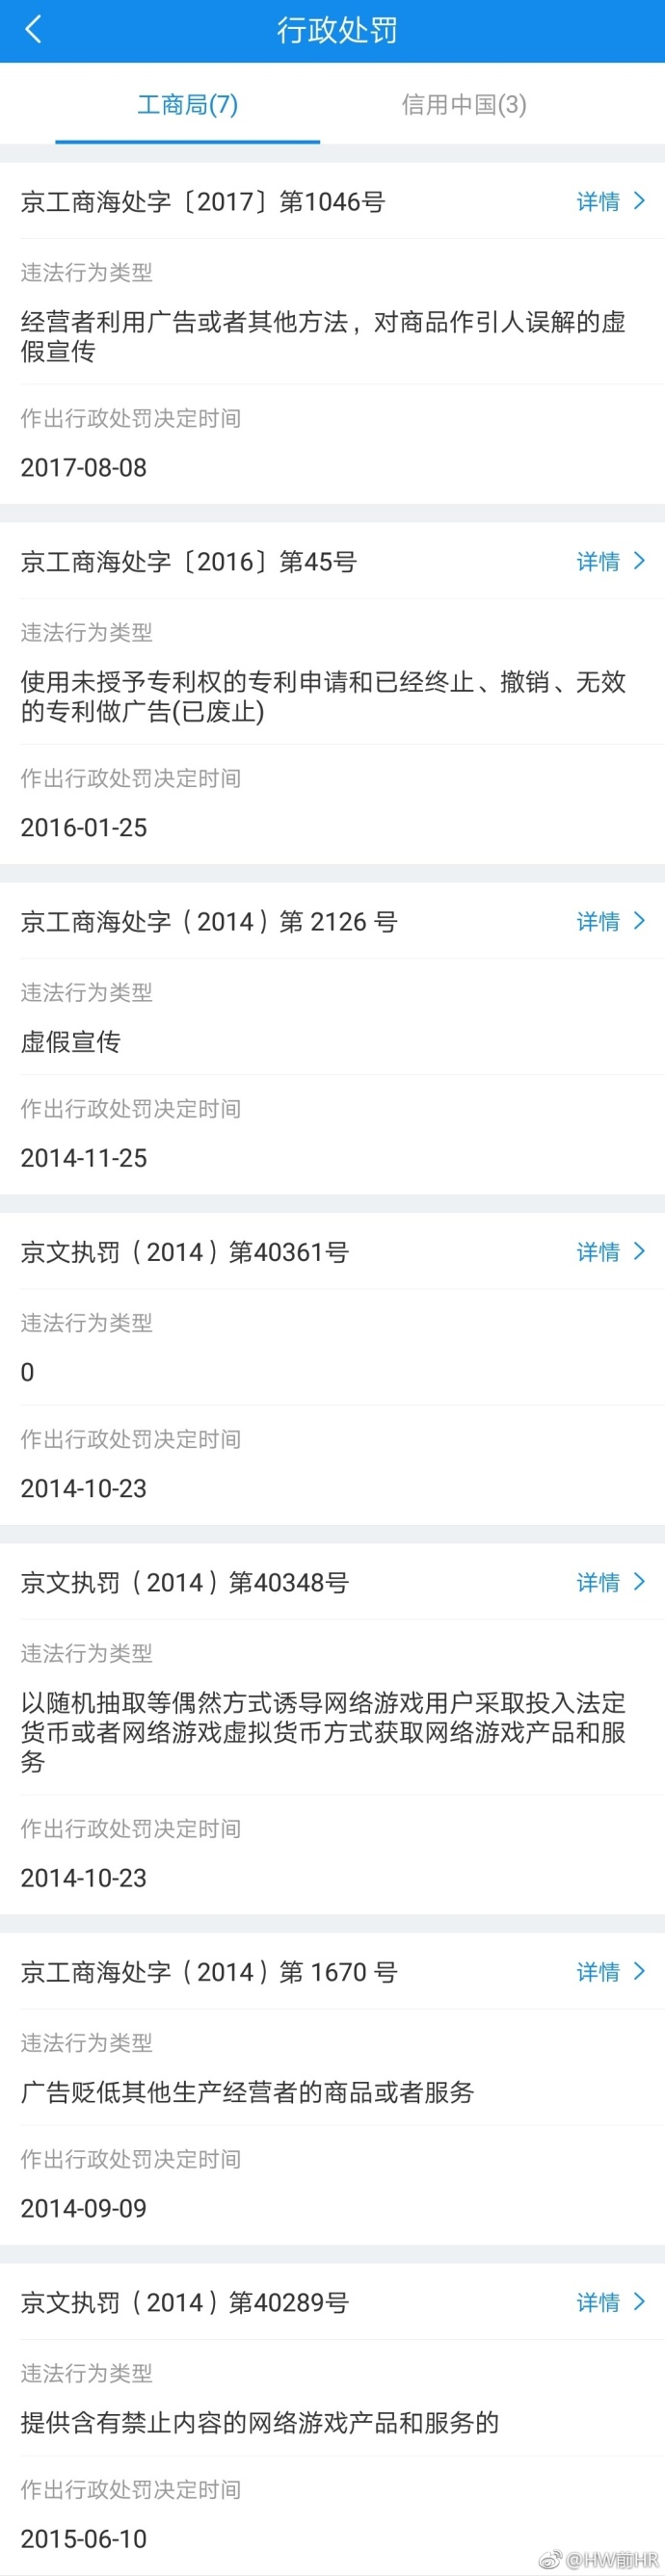 行政处罚
工商局(7)
信用中国(3)
京工商海处字〔2017〕第1046号
详情
违法行为类型
经营者利用广告或者其他方法，对商品作引人误解的虚
假宣传
作出行政处罚决定时间
2017-08-08
京工商海处字〔2016〕第45号
详情
违法行为类型
使用未授予专利权的专利申请和已经终止、撤销、无效
的专利做广告(已废止)
作出行政处罚决定时间
2016-01-25
京工商海处字（2014）第 2126 号
详情
违法行为类型
虚假宣传
作出行政处罚决定时间
2014-11-25
京文执罚（2014）第40361号
详情
违法行为类型
0
作出行政处罚决定时间
2014-10-23
京文执罚（2014）第40348号
详情
违法行为类型
以随机抽取等偶然方式诱导网络游戏用户采取投入法定
货币或者网络游戏虚拟货币方式获取网络游戏产品和服
务
作出行政处罚决定时间
2014-10-23
京工商海处字（2014）第 1670 号
详情
违法行为类型
广告贬低其他生产经营者的商品或者服务
作出行政处罚决定时间
2014-09-09
京文执罚（2014）第40289号
详情
违法行为类型
提供含有禁止内容的网络游戏产品和服务的
作出行政处罚决定时间
2015-06-10
@HW前HR